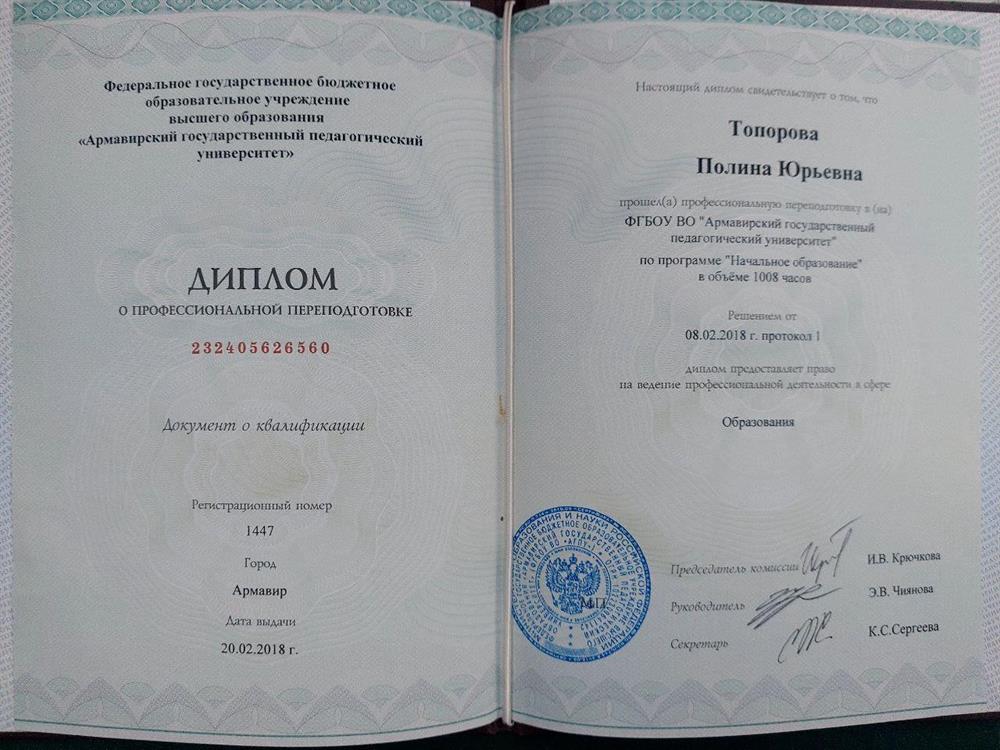 Федеральное государственное бюджетное
образовательное учреждение
высшего образования
«Армавирский государственный педагогический
университет»
ДИПЛОМ
О ПРОФЕССИОНАЛЬНОЙ ПЕРЕПОДГОТОВКЕ
232405626560
Документ о квалификации
Регистрационный номер
1447
Город
Армавир
Дата выдачи
20.02.2018 г.
Настоящий диплом свидетельствует о том, что
Топорова
Полина Юрьевна
прошел(а) профессиональную переподготовку в (на)
ФГБОУ ВО "Армавирский государственный
педагогический университет"
по программе "Начальное образование"
в объёме 1008 часов
Решением от
08.02.2018 г. протокол 1
диплом предоставляет право
на ведение профессиональной деятельности в сфере
Образования
Председатель комиссии
И.В. Крючкова
М.П.
Руководитель
Э.В. Чиянова
Секретарь
К.С.Сергеева